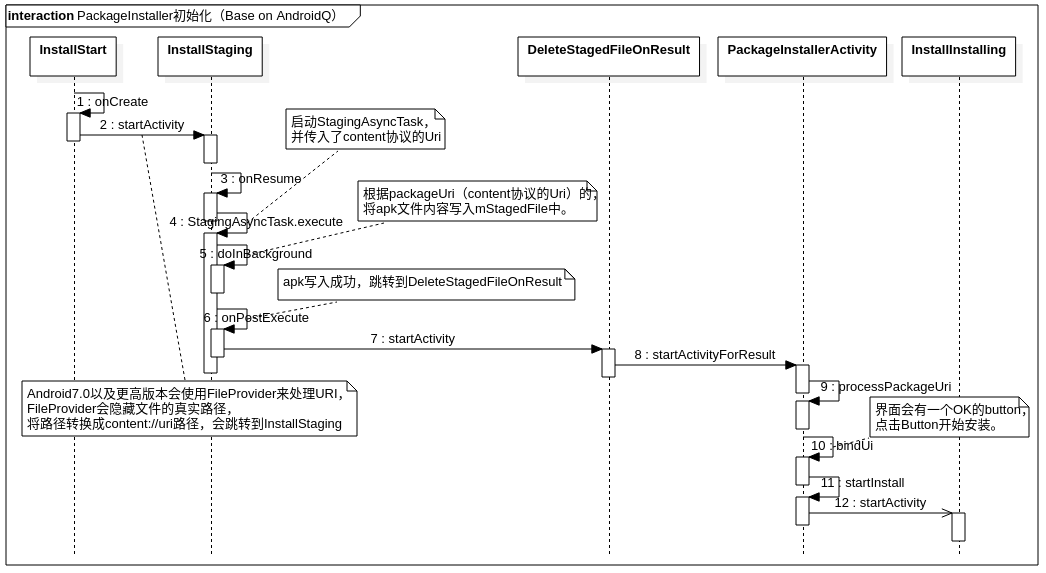 interaction PackageInstaller初始化（Base on AndroidQ）
InstallStart
InstallStaging
DeleteStagedFileOnResult
PackageInstallerActivity
InstallInstalling
1 : onCreate
2 : startActivity
启动StagingAsyncTask，
并传入了content协议的Uri
3 : onResume
根据packageUri（content协议的Uri）的，
将apk文件内容写入mStagedFile中。
4 : StagingAsyncTask.execute
5 : doInBackground
apk写入成功，跳转到DeleteStagedFileOnResult
6 : onPostExecute
7 : startActivity
8 : startActivityForResult
9 : processPackageUri
Android7.0以及更高版本会使用FileProvider来处理URI，
FileProvider会隐藏文件的真实路径，
将路径转换成content://uri路径，会跳转到InstallStaging
界面会有一个OK的button，
点击Button开始安装。
10 : bindUi
11 : startInstall
12 : startActivity